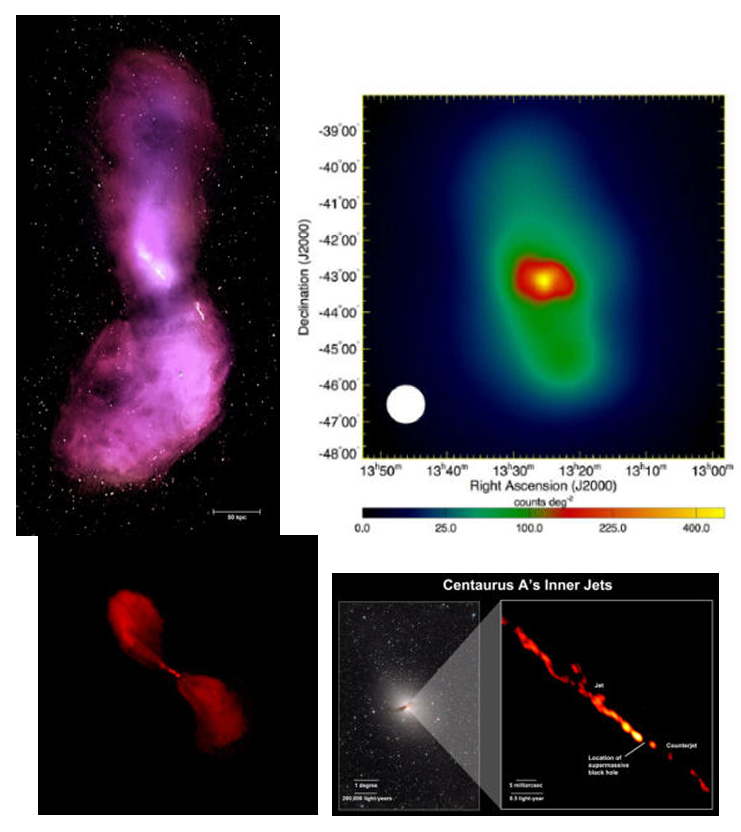 50 kpc
Declination (J2000)
-39°00'
-40°00'
-41°00'
-42°00'
-43°00'
-44°00'
-45°00'
-46°00'
-47°00'
-48°00'
13ʰ50ᵐ 13ʰ40ᵐ 13ʰ30ᵐ 13ʰ20ᵐ 13ʰ10ᵐ 13ʰ00ᵐ
Right Ascension (J2000)
counts deg⁻²
0.0 25.0 100.0 225.0 400.0
Centaurus A's Inner Jets
1 degree
200,000 light-years
Jet
Counterjet
Location of
supermassive
black hole
5 milliarcsec
0.5 light-year